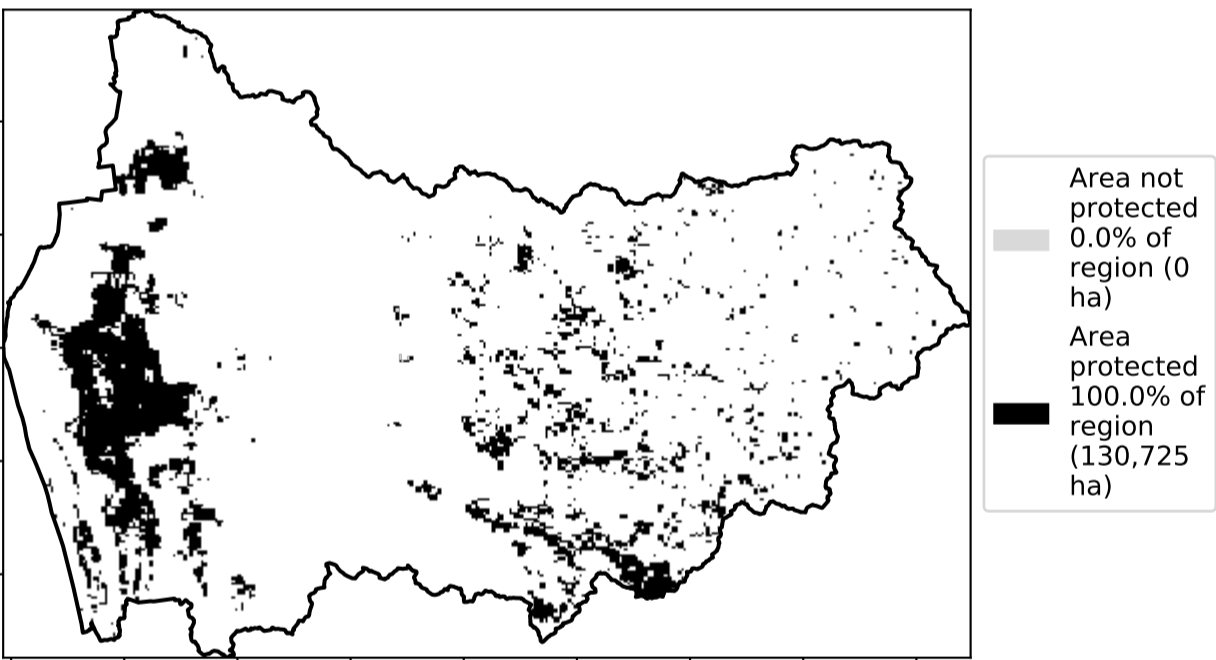 Area not
protected
0.0% of
region (0
ha)
Area
protected
100.0% of
region
(130,725
ha)